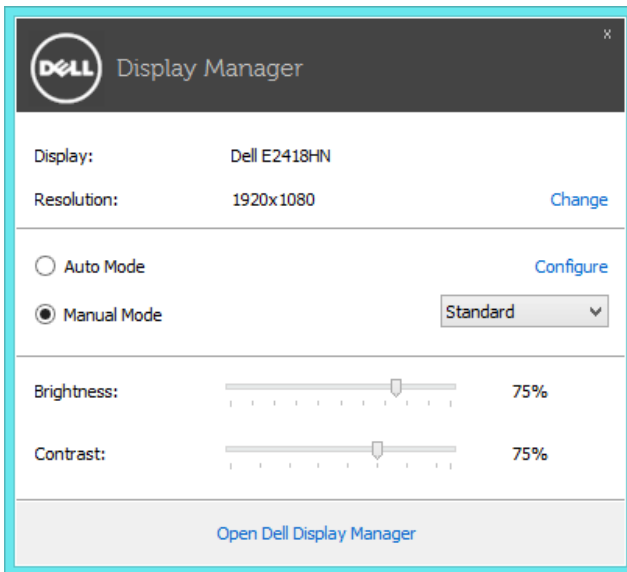 x
DELL Display Manager
Display: Dell E2418HN
Resolution: 1920x1080 Change
Auto Mode Configure
Manual Mode Standard
Brightness: 75%
Contrast: 75%
Open Dell Display Manager